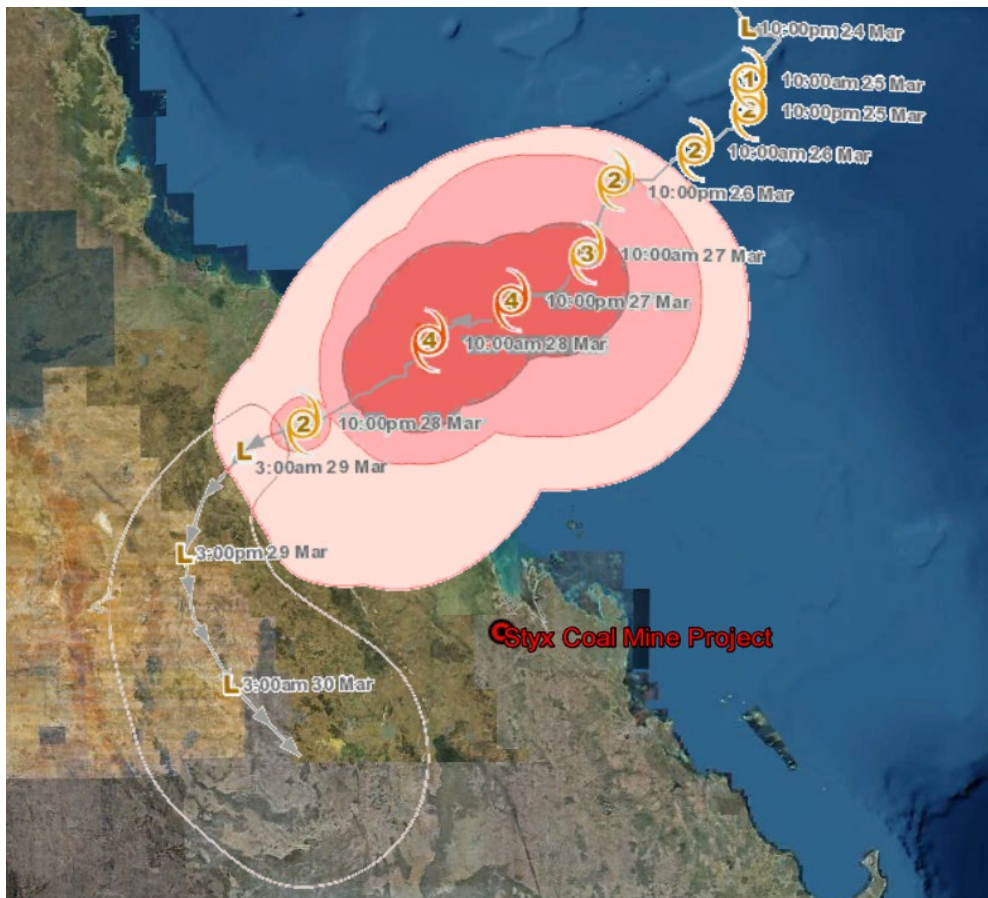 L 10:00pm 24 Mar
1 10:00am 25 Mar
2 10:00pm 25 Mar
2 10:00am 26 Mar
2 10:00pm 26 Mar
3 10:00am 27 Mar
4 10:00pm 27 Mar
4 10:00am 28 Mar
2 10:00pm 28 Mar
L 3:00am 29 Mar
L 3:00pm 29 Mar
Styx Coal Mine Project
L 3:00am 30 Mar